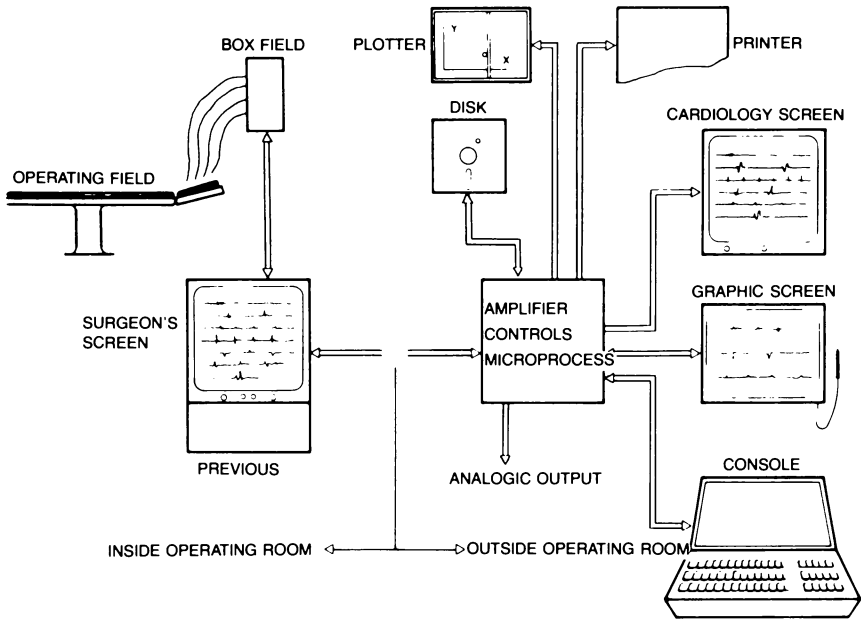 BOX FIELD
PLOTTER
Y
X
PRINTER
DISK
CARDIOLOGY SCREEN
OPERATING FIELD
SURGEON'S
SCREEN
AMPLIFIER
CONTROLS
MICROPROCESS
GRAPHIC SCREEN
PREVIOUS
ANALOGIC OUTPUT
CONSOLE
INSIDE OPERATING ROOM
OUTSIDE OPERATING ROOM